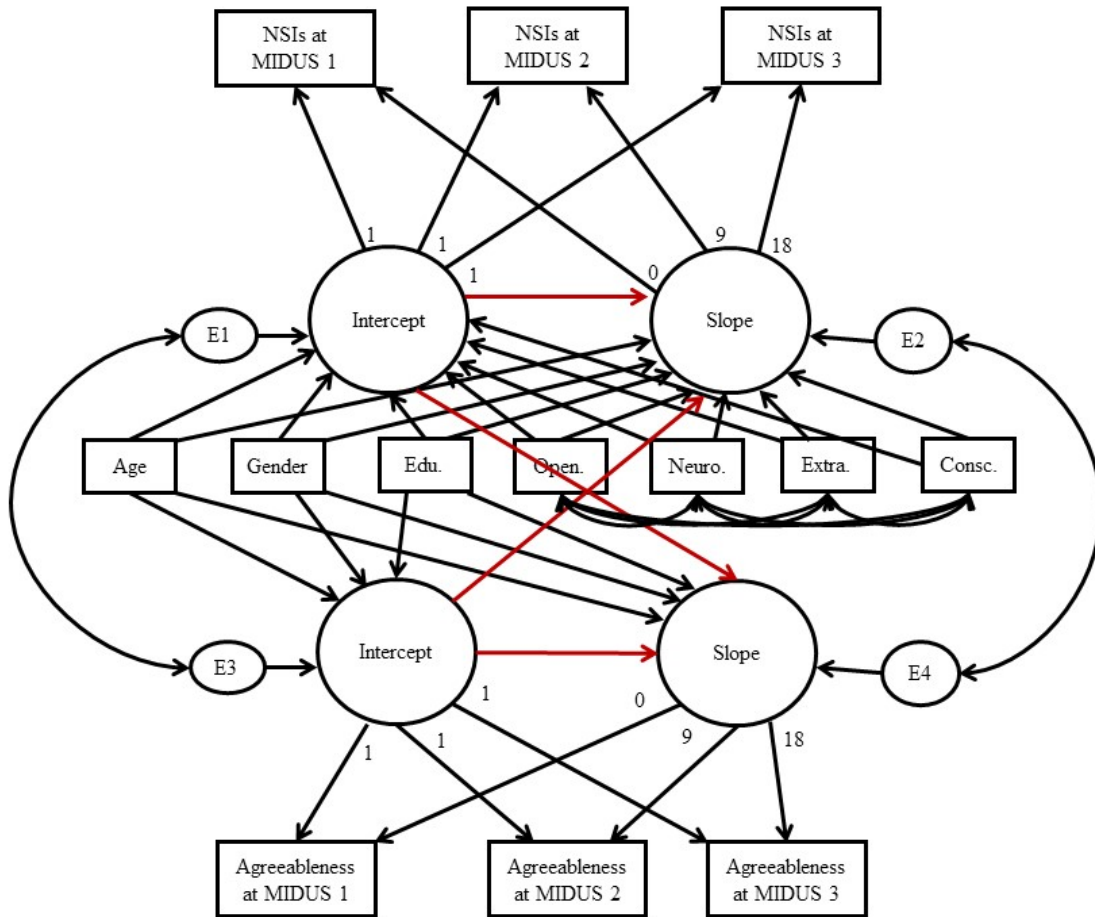 NSIs at
MIDUS 1
NSIs at
MIDUS 2
NSIs at
MIDUS 3
1
1
1
0
9
18
Intercept
Slope
E1
E2
Age
Gender
Edu.
Open.
Neuro.
Extra.
Consc.
Intercept
Slope
E3
E4
1
1
1
0
9
18
Agreeableness
at MIDUS 1
Agreeableness
at MIDUS 2
Agreeableness
at MIDUS 3